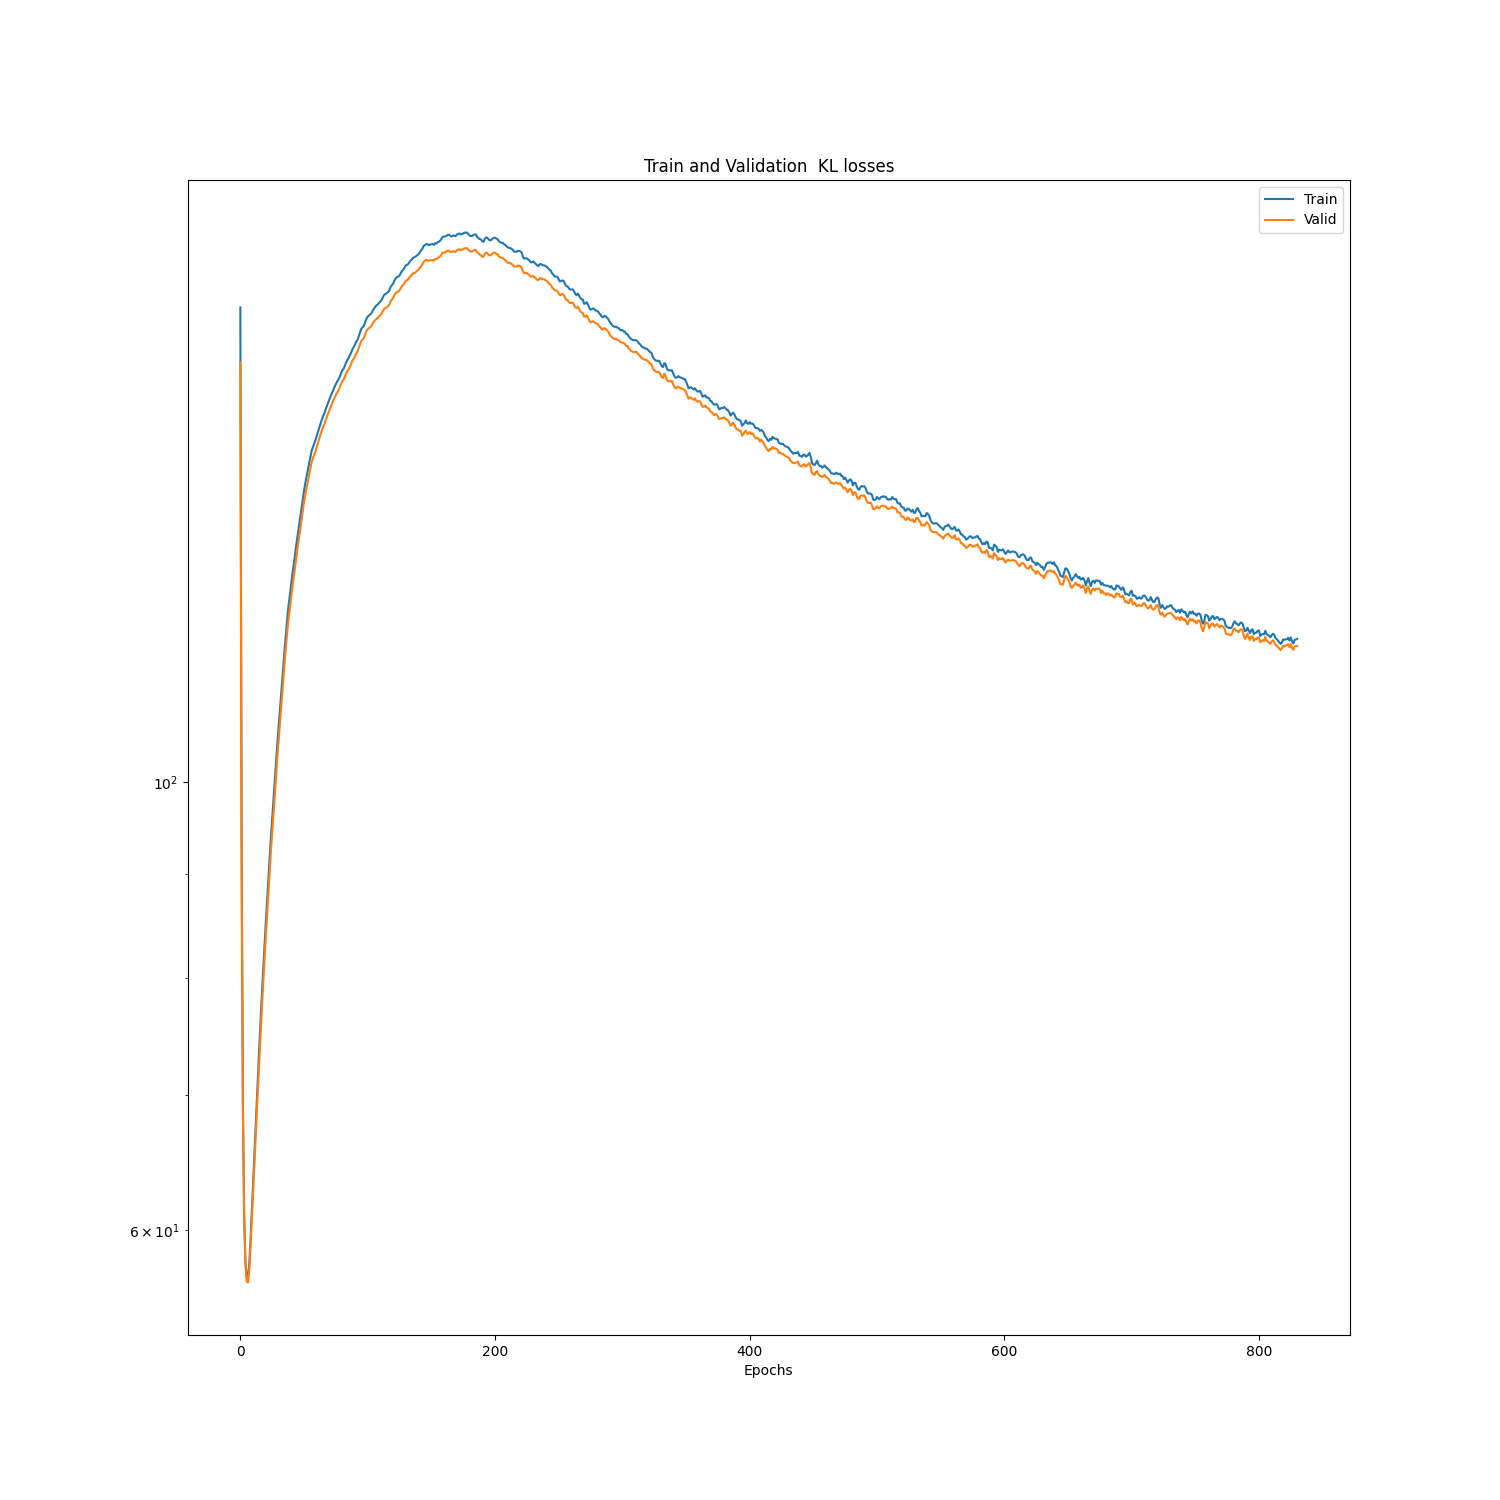 Train and Validation  KL losses
Train
Valid
10²
6 × 10¹
0 200 400 600 800
Epochs